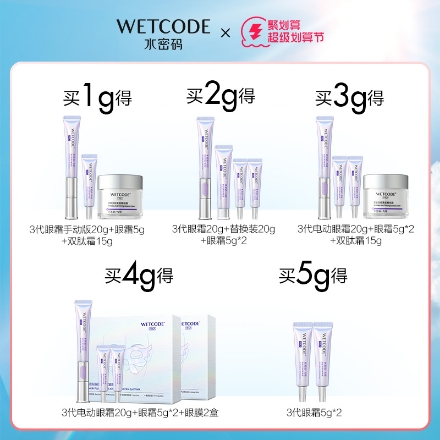 WETCODE
水密码
×
聚划算
超级划算节
买1g得
买2g得
买3g得
WETCODE
3代眼霜手动版20g+眼霜5g
+双肽霜15g
3代眼霜20g+替换装20g
+眼霜5g*2
WETCODE
3代电动眼霜20g+眼霜5g*2
+双肽霜15g
买4g得
买5g得
WETCODE
WETCODE
3代电动眼霜20g+眼霜5g*2+眼膜2盒
3代眼霜5g*2